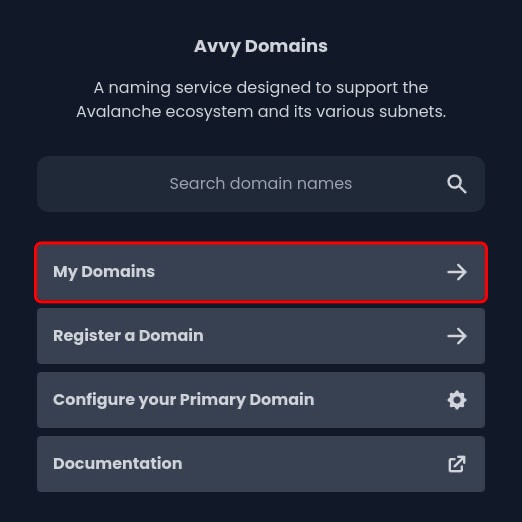 Avvy Domains
A naming service designed to support the
Avalanche ecosystem and its various subnets.
Search domain names
My Domains
Register a Domain
Configure your Primary Domain
Documentation